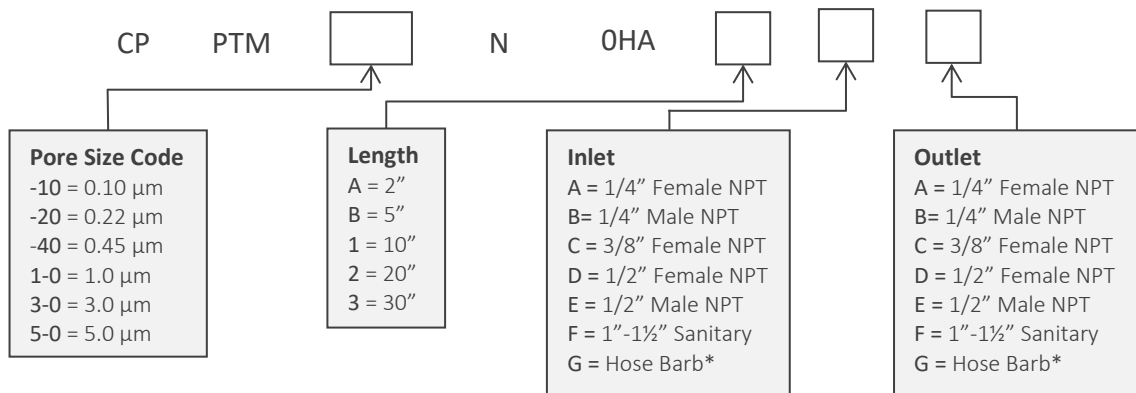 CP PTM N 0HA
Pore Size Code
-10 = 0.10 µm
-20 = 0.22 µm
-40 = 0.45 µm
1-0 = 1.0 µm
3-0 = 3.0 µm
5-0 = 5.0 µm
Length
A = 2”
B = 5”
1 = 10”
2 = 20”
3 = 30”
Inlet
A = 1/4” Female NPT
B= 1/4” Male NPT
C = 3/8” Female NPT
D = 1/2” Female NPT
E = 1/2” Male NPT
F = 1”-1½” Sanitary
G = Hose Barb*
Outlet
A = 1/4” Female NPT
B= 1/4” Male NPT
C = 3/8” Female NPT
D = 1/2” Female NPT
E = 1/2” Male NPT
F = 1”-1½” Sanitary
G = Hose Barb*